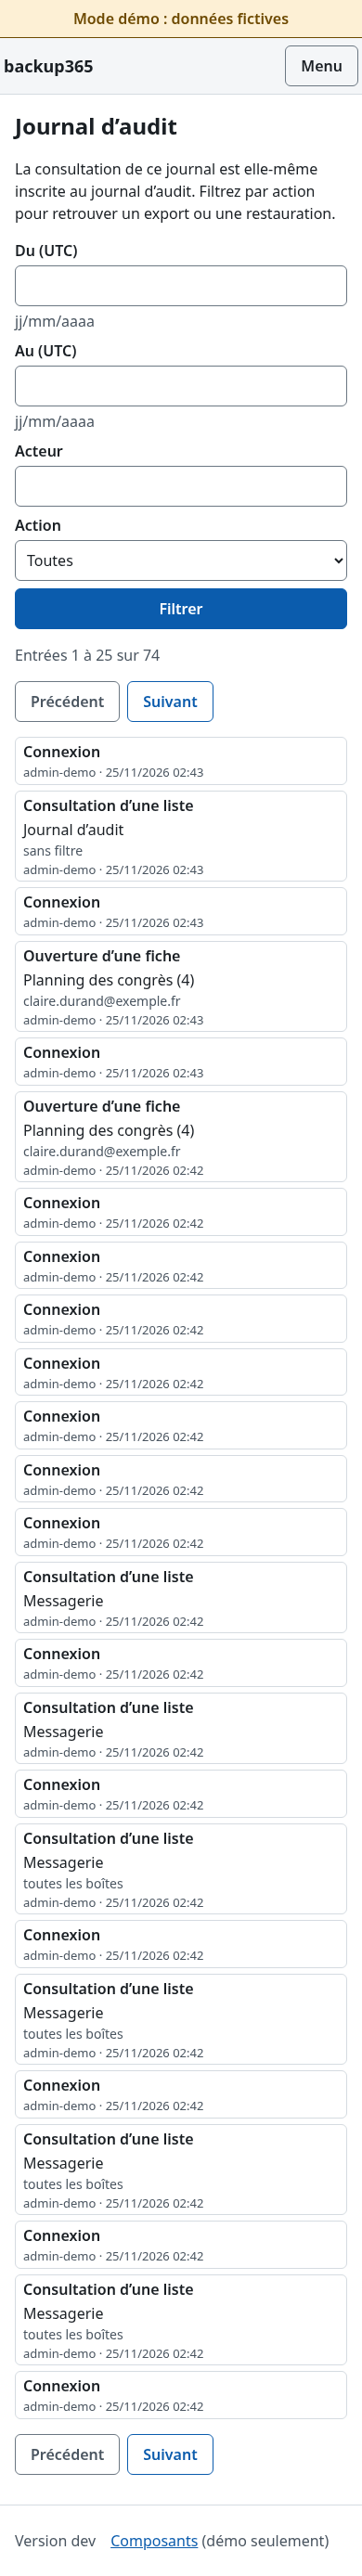 Mode démo : données fictives
backup365
Menu
Journal d’audit
La consultation de ce journal est elle-même
inscrite au journal d’audit. Filtrez par action
pour retrouver un export ou une restauration.
Du (UTC)
jj/mm/aaaa
Au (UTC)
jj/mm/aaaa
Acteur
Action
Toutes
Filtrer
Entrées 1 à 25 sur 74
Précédent
Suivant
Connexion
admin-demo · 25/11/2026 02:43
Consultation d’une liste
Journal d’audit
sans filtre
admin-demo · 25/11/2026 02:43
Connexion
admin-demo · 25/11/2026 02:43
Ouverture d’une fiche
Planning des congrès (4)
claire.durand@exemple.fr
admin-demo · 25/11/2026 02:43
Connexion
admin-demo · 25/11/2026 02:43
Ouverture d’une fiche
Planning des congrès (4)
claire.durand@exemple.fr
admin-demo · 25/11/2026 02:42
Connexion
admin-demo · 25/11/2026 02:42
Connexion
admin-demo · 25/11/2026 02:42
Connexion
admin-demo · 25/11/2026 02:42
Connexion
admin-demo · 25/11/2026 02:42
Connexion
admin-demo · 25/11/2026 02:42
Connexion
admin-demo · 25/11/2026 02:42
Connexion
admin-demo · 25/11/2026 02:42
Consultation d’une liste
Messagerie
admin-demo · 25/11/2026 02:42
Connexion
admin-demo · 25/11/2026 02:42
Consultation d’une liste
Messagerie
admin-demo · 25/11/2026 02:42
Connexion
admin-demo · 25/11/2026 02:42
Consultation d’une liste
Messagerie
toutes les boîtes
admin-demo · 25/11/2026 02:42
Connexion
admin-demo · 25/11/2026 02:42
Consultation d’une liste
Messagerie
toutes les boîtes
admin-demo · 25/11/2026 02:42
Connexion
admin-demo · 25/11/2026 02:42
Consultation d’une liste
Messagerie
toutes les boîtes
admin-demo · 25/11/2026 02:42
Connexion
admin-demo · 25/11/2026 02:42
Consultation d’une liste
Messagerie
toutes les boîtes
admin-demo · 25/11/2026 02:42
Connexion
admin-demo · 25/11/2026 02:42
Précédent
Suivant
Version dev Composants (démo seulement)